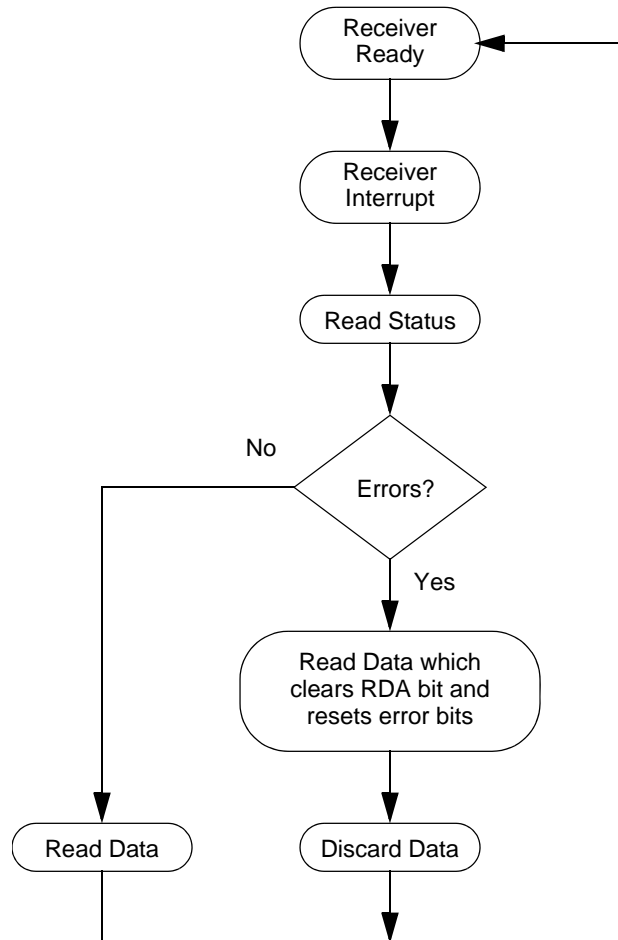 Receiver
Ready
Receiver
Interrupt
Read Status
No
Errors?
Yes
Read Data which
clears RDA bit and
resets error bits
Read Data
Discard Data